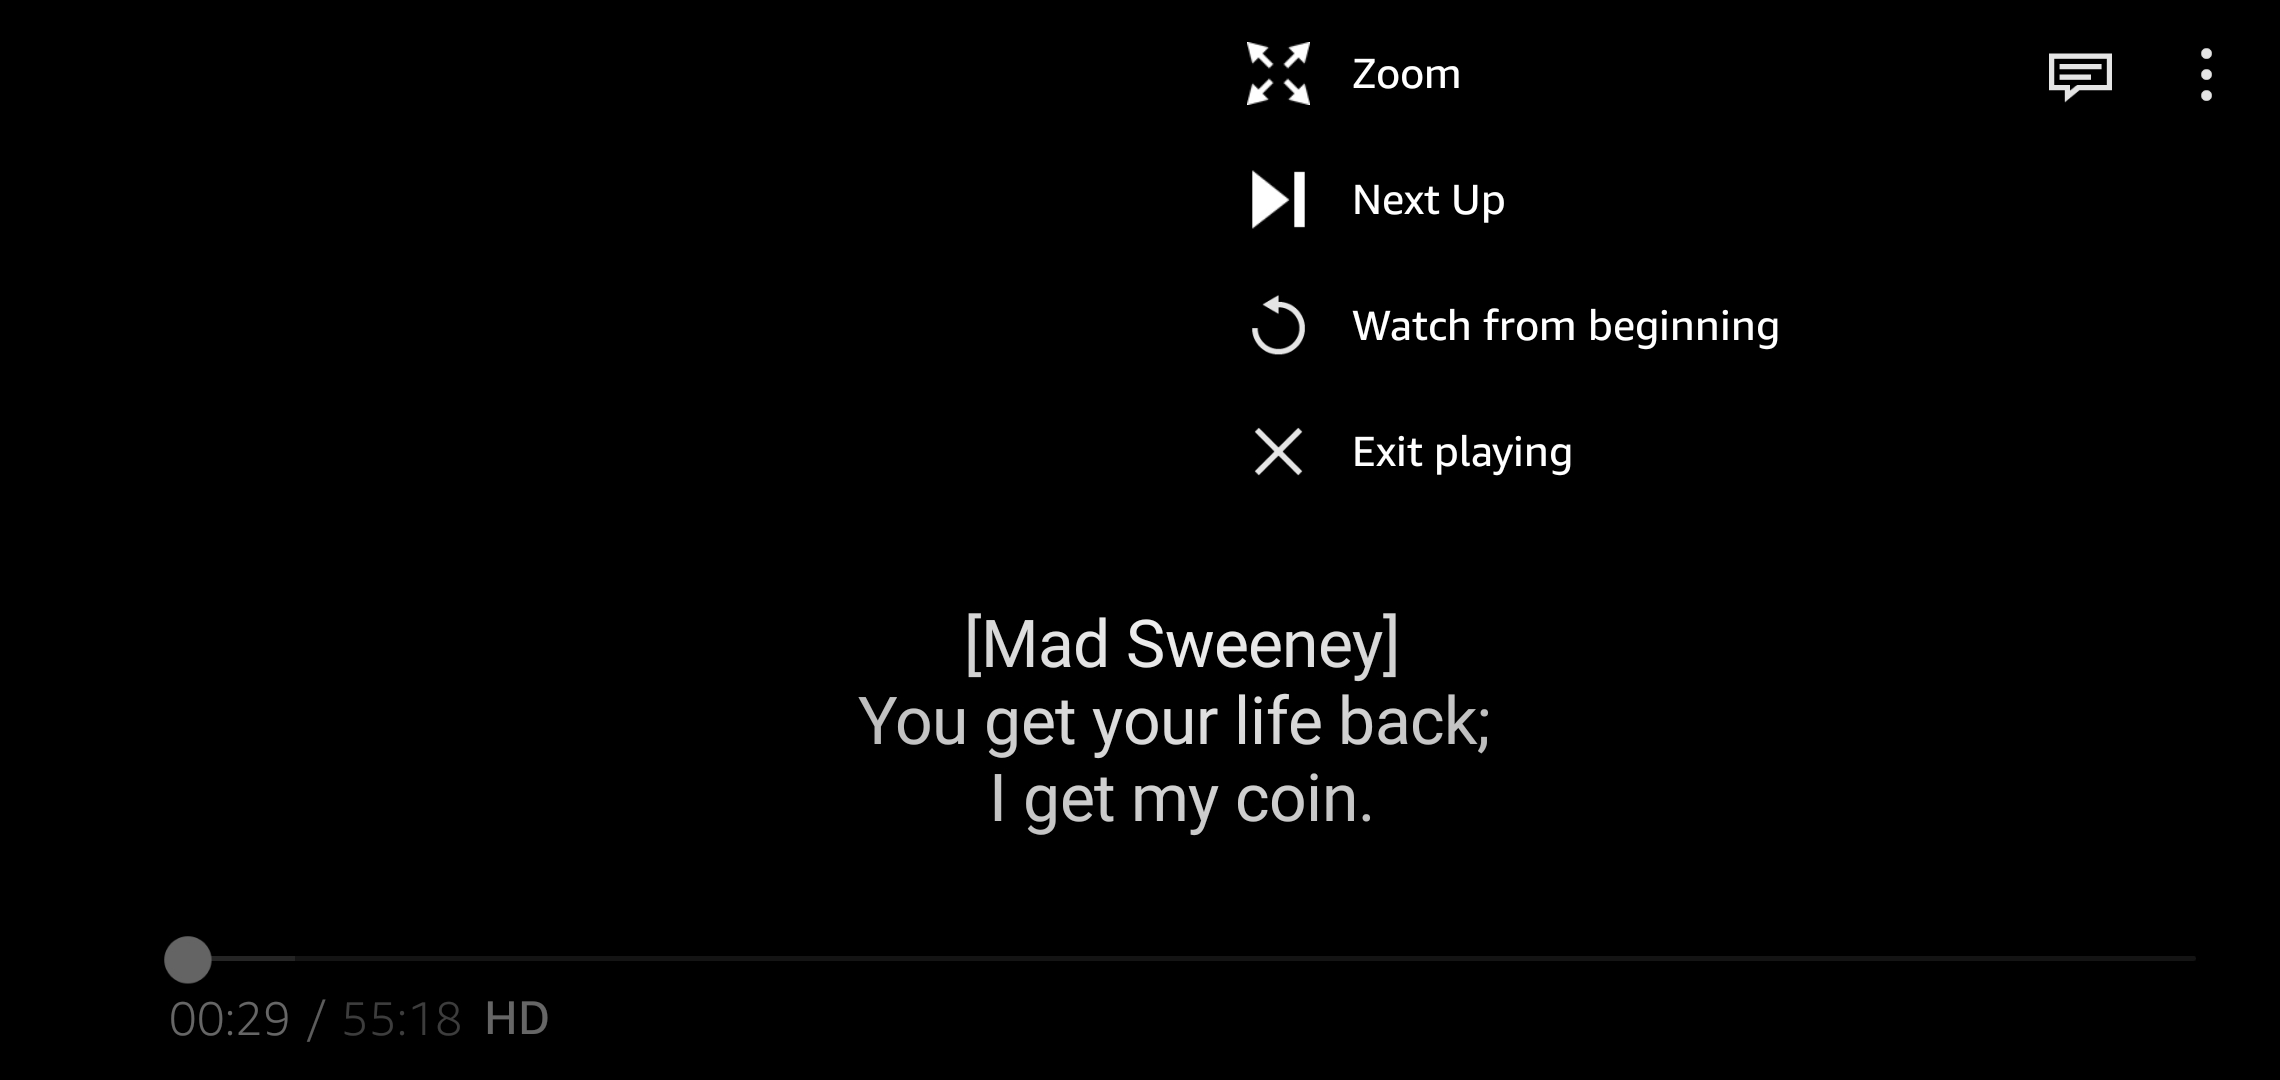 Zoom
Next Up
Watch from beginning
Exit playing
[Mad Sweeney]
You get your life back;
I get my coin.
00:29 / 55:18 HD